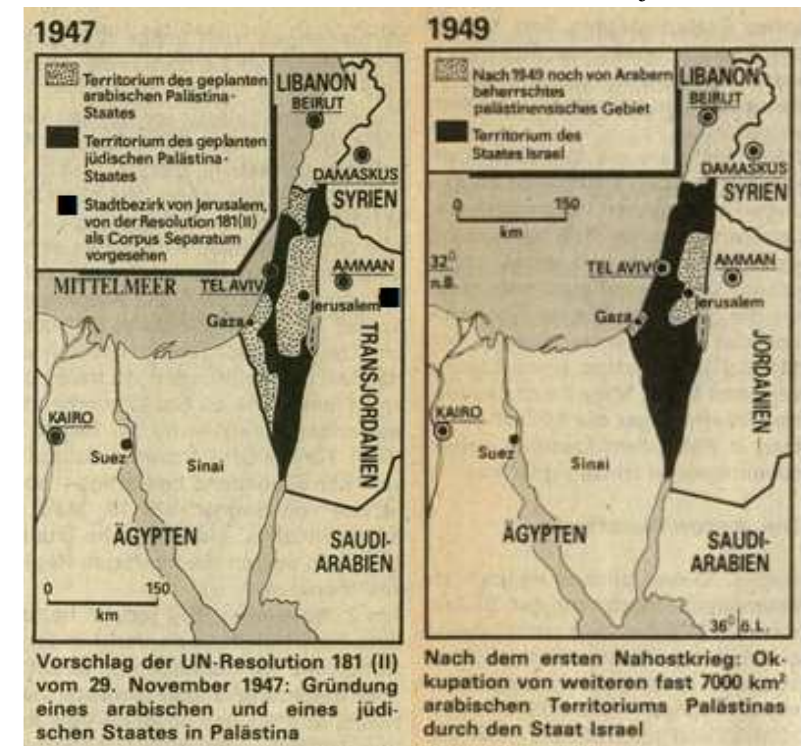 1947
Territorium des geplanten
arabischen Palästina-
Staates
Territorium des geplanten
jüdischen Palästina-
Staates
Stadtbezirk von Jerusalem,
von der Resolution 181(II)
als Corpus Separatum
vorgesehen
LIBANON
BEIRUT
DAMASKUS
SYRIEN
MITTELMEER
TEL AVIV
AMMAN
Jerusalem
Gaza
TRANSJORDANIEN
KAIRO
Suez
Sinai
ÄGYPTEN
SAUDI-
ARABIEN
0 150
km
Vorschlag der UN-Resolution 181 (II)
vom 29. November 1947: Gründung
eines arabischen und eines jüdi-
schen Staates in Palästina
1949
Nach 1949 noch von Arabern
beherrschtes
palästinensisches Gebiet
Territorium des
Staates Israel
LIBANON
BEIRUT
DAMASKUS
SYRIEN
0 150
km
32⁰
n.B.
TEL AVIV
AMMAN
Jerusalem
Gaza
JORDANIEN
KAIRO
Suez
Sinai
ÄGYPTEN
SAUDI-
ARABIEN
36⁰ ö.L.
Nach dem ersten Nahostkrieg: Ok-
kupation von weiteren fast 7000 km²
arabischen Territoriums Palästinas
durch den Staat Israel